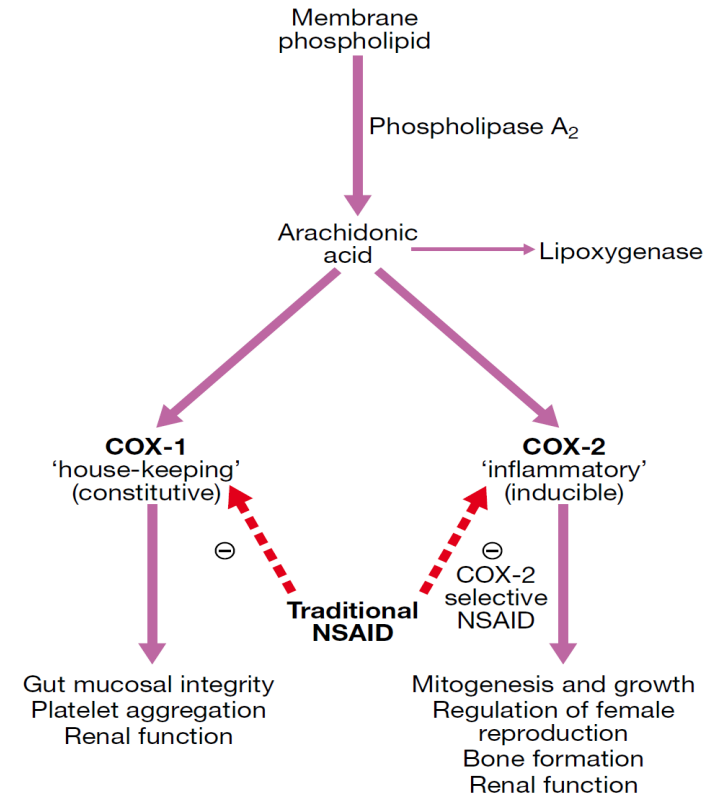 Membrane
phospholipid
Phospholipase A₂
Arachidonic
acid
Lipoxygenase
COX-1
‘house-keeping’
(constitutive)
COX-2
‘inflammatory’
(inducible)
⊖
⊖
COX-2
selective
NSAID
Traditional
NSAID
Gut mucosal integrity
Platelet aggregation
Renal function
Mitogenesis and growth
Regulation of female
reproduction
Bone formation
Renal function